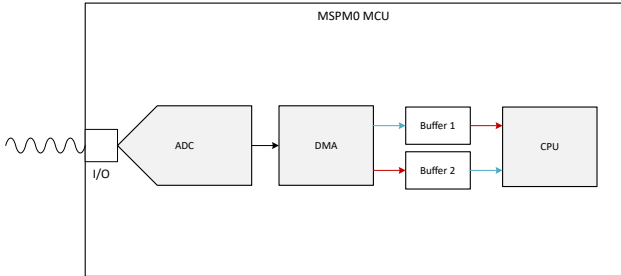 MSPM0 MCU
I/O
ADC
DMA
Buffer 1
Buffer 2
CPU